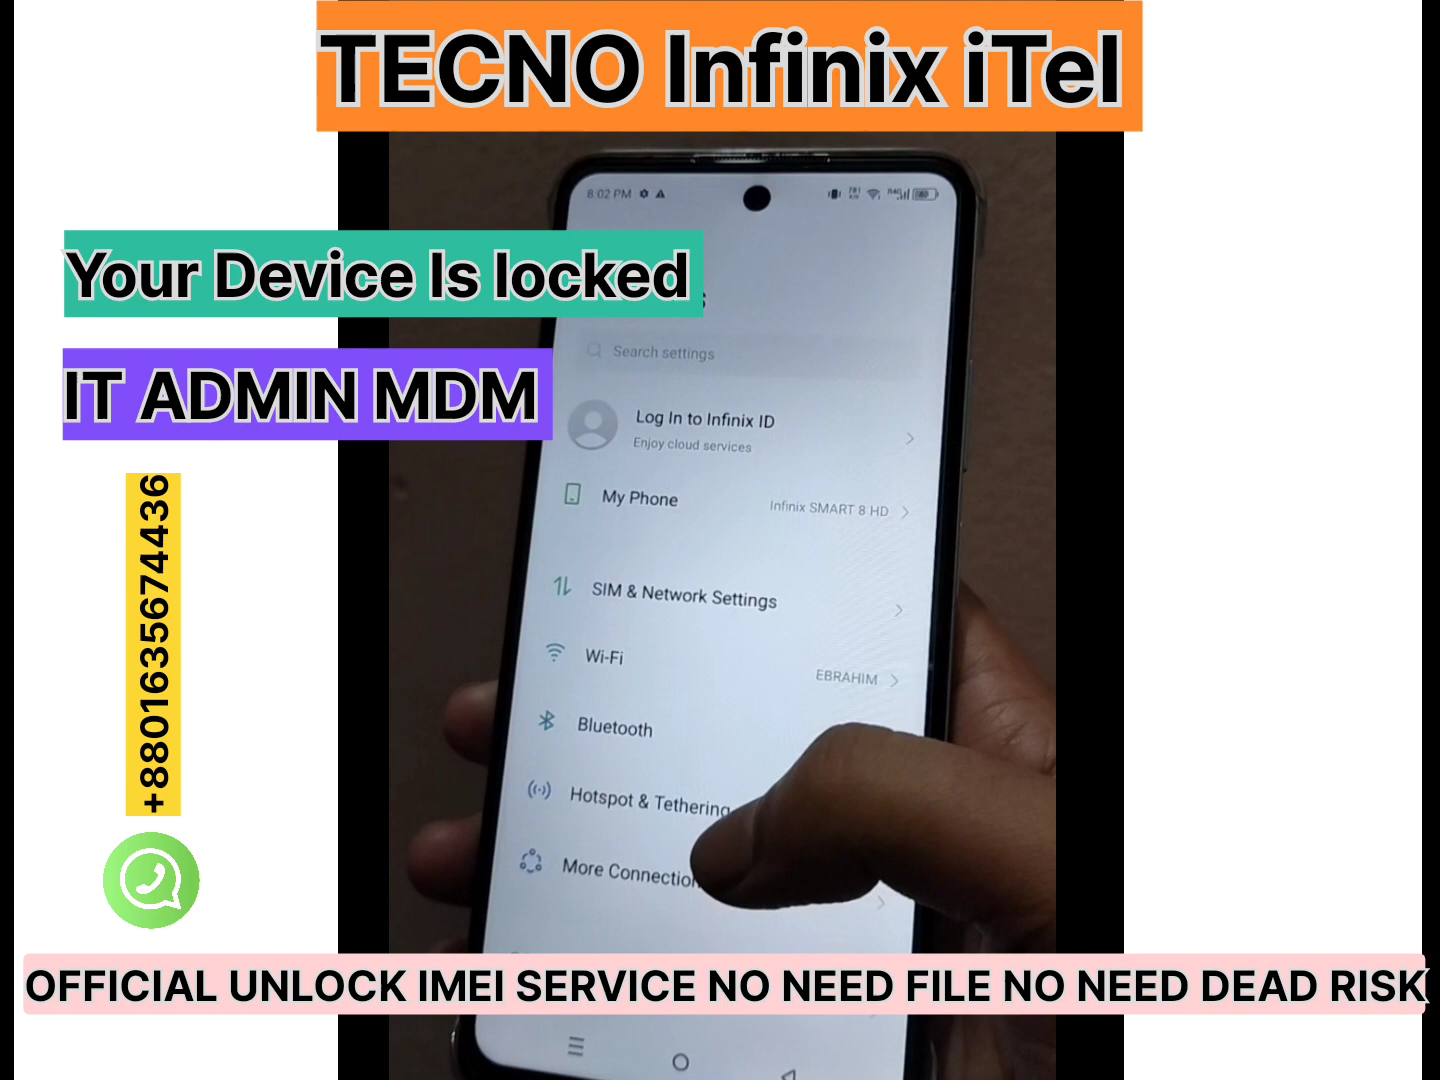 TECNO Infinix iTel
8:02 PM
Your Device Is locked
Search settings
IT ADMIN MDM
Log In to Infinix ID
Enjoy cloud services
My Phone
Infinix SMART 8 HD
SIM & Network Settings
Wi-Fi
EBRAHIM
Bluetooth
Hotspot & Tethering
More Connection
+8801635674436
OFFICIAL UNLOCK IMEI SERVICE NO NEED FILE NO NEED DEAD RISK